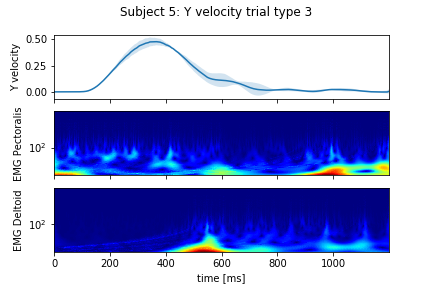 Subject 5: Y velocity trial type 3
Y velocity
0.50
0.25
0.00
EMG Pectoralis
10²
EMG Deltoid
10²
0 200 400 600 800 1000
time [ms]